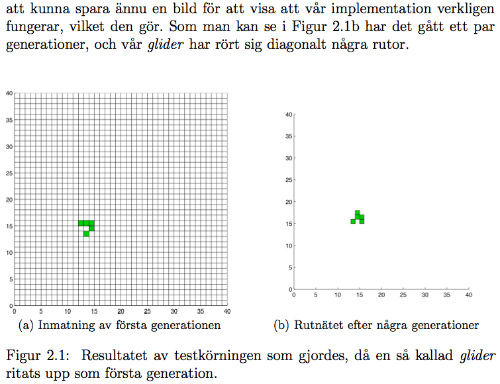 att kunna spara ännu en bild för att visa att vår implementation verkligen
fungerar, vilket den gör. Som man kan se i Figur 2.1b har det gått ett par
generationer, och vår glider har rört sig diagonalt några rutor.
40
35
30
25
20
15
10
5
0
0 5 10 15 20 25 30 35 40
(a) Inmatning av första generationen
40
35
30
25
20
15
10
5
0
0 5 10 15 20 25 30 35 40
(b) Rutnätet efter några generationer
Figur 2.1: Resultatet av testkörningen som gjordes, då en så kallad glider
ritats upp som första generation.